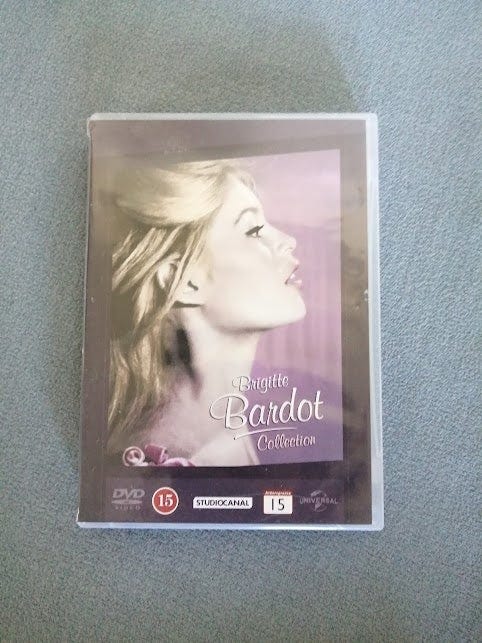 Brigitte
Bardot
Collection
DVD
VIDEO
15
STUDIOCANAL
15
UNIVERSAL